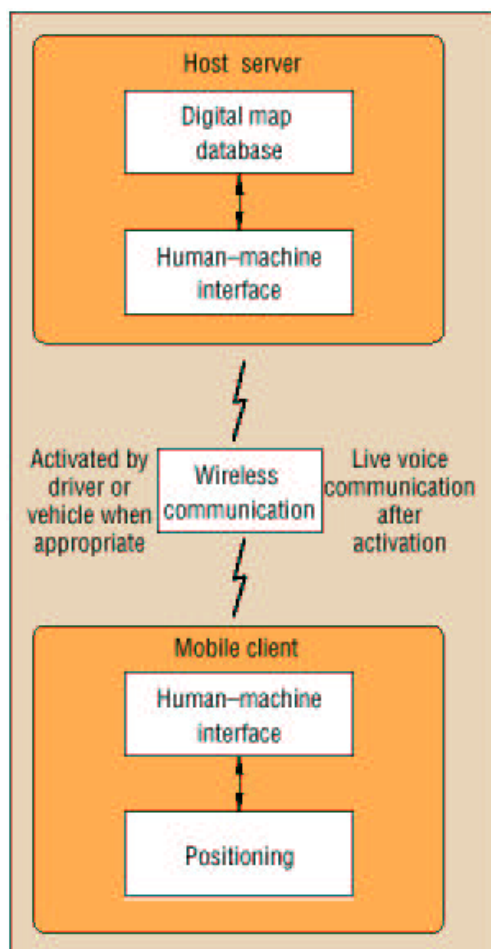 Host server
Digital map
database
Human–machine
interface
Activated by
driver or
vehicle when
appropriate
Wireless
communication
Live voice
communication
after
activation
Mobile client
Human–machine
interface
Positioning